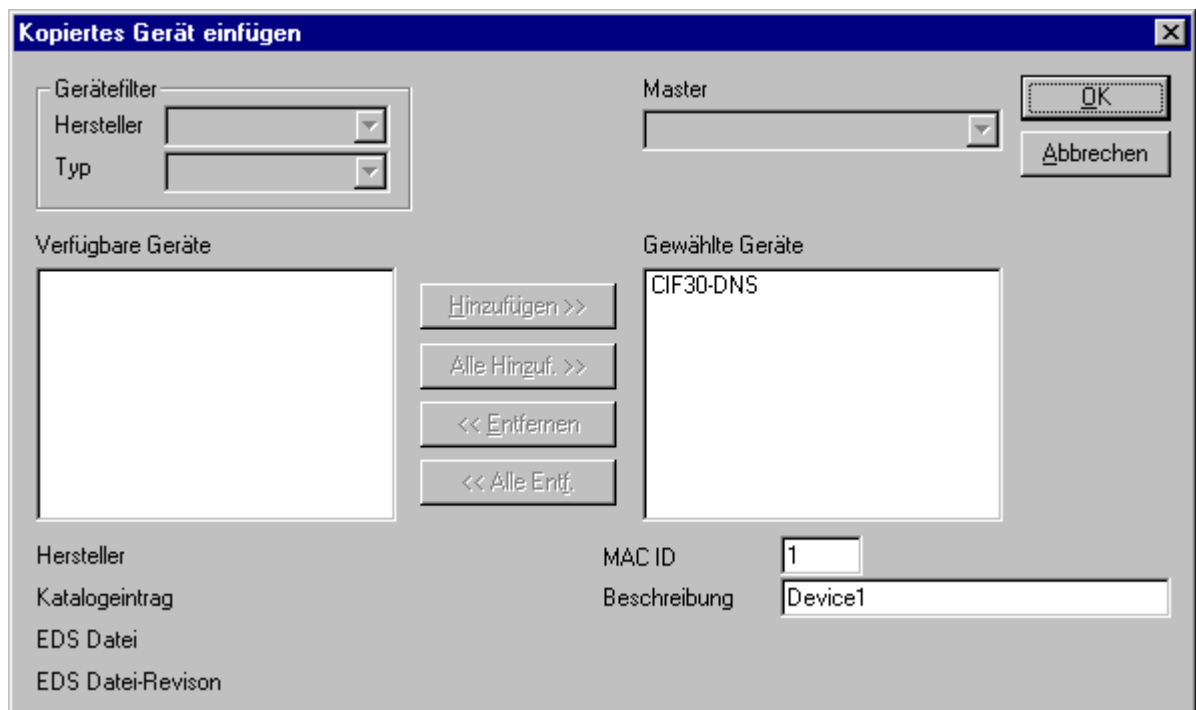 Kopiertes Gerät einfügen
Gerätefilter
Hersteller
Typ
Master
OK
Abbrechen
Verfügbare Geräte
Gewählte Geräte
CIF30-DNS
Hinzufügen >>
Alle Hinzuf. >>
<< Entfernen
<< Alle Entf.
Hersteller
MAC ID 1
Katalogeintrag
Beschreibung Device1
EDS Datei
EDS Datei-Revison